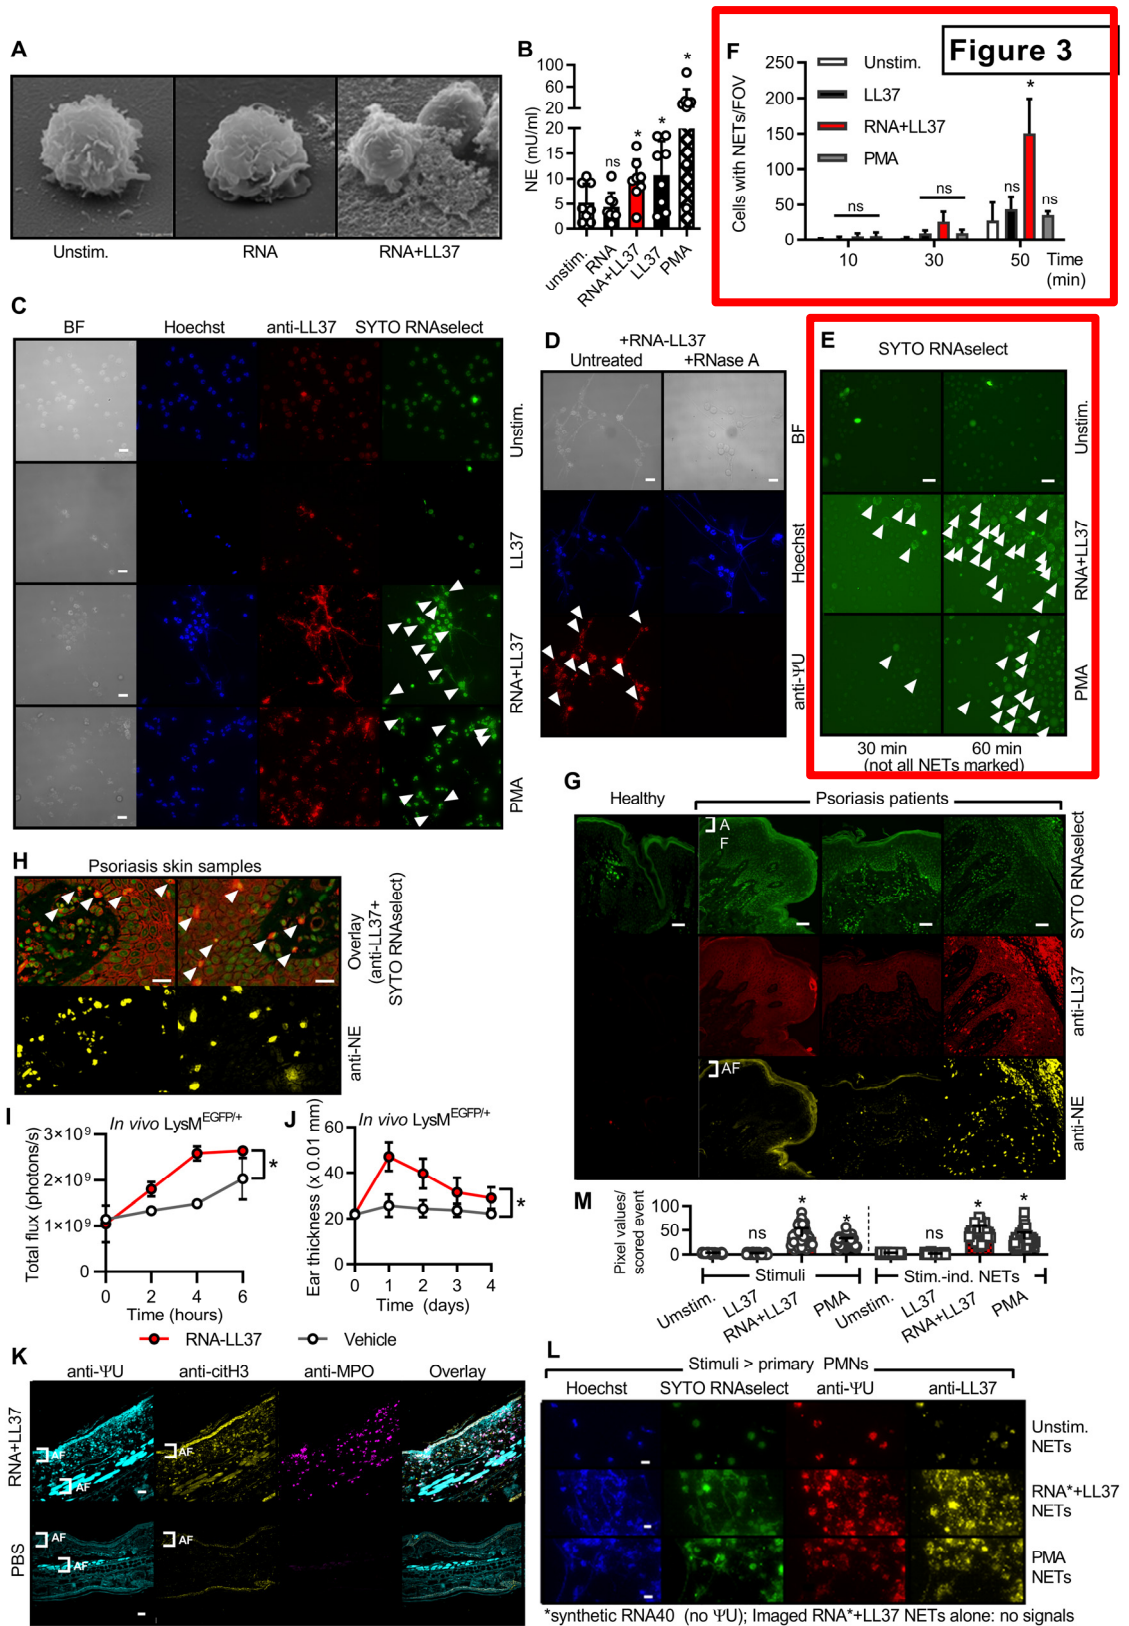 Figure 3
A
Unstim.
RNA
RNA+LL37
B
NE (mU/ml)
100
60
20
20
15
10
5
0
ns
*
*
*
unstim.
RNA
RNA+LL37
LL37
PMA
F
Cells with NETs/FOV
250
200
150
100
50
0
Unstim.
LL37
RNA+LL37
PMA
ns
ns
ns
*
ns
10
30
50
Time
(min)
C
BF
Hoechst
anti-LL37
SYTO RNAselect
Unstim.
LL37
RNA+LL37
PMA
D
+RNA-LL37
Untreated
+RNase A
BF
Hoechst
anti-ΨU
E
SYTO RNAselect
Unstim.
RNA+LL37
PMA
30 min
60 min
(not all NETs marked)
G
Healthy
Psoriasis patients
A
F
AF
SYTO RNAselect
anti-LL37
anti-NE
H
Psoriasis skin samples
Overlay
(anti-LL37+
SYTO RNAselect)
anti-NE
I
In vivo LysM^EGFP/+
Total flux (photons/s)
3×10⁹
2×10⁹
1×10⁹
0
*
0
2
4
6
Time (hours)
J
In vivo LysM^EGFP/+
Ear thickness (x 0.01 mm)
60
40
20
0
*
0
1
2
3
4
Time (days)
RNA-LL37
Vehicle
M
Pixel values/
scored event
100
50
0
ns
*
*
ns
*
*
Stimuli
Stim.-ind. NETs
Umstim.
LL37
RNA+LL37
PMA
Umstim.
LL37
RNA+LL37
PMA
K
anti-ΨU
anti-citH3
anti-MPO
Overlay
RNA+LL37
PBS
AF
AF
AF
AF
AF
AF
L
Stimuli > primary PMNs
Hoechst
SYTO RNAselect
anti-ΨU
anti-LL37
Unstim.
NETs
RNA*+LL37
NETs
PMA
NETs
*synthetic RNA40 (no ΨU); Imaged RNA*+LL37 NETs alone: no signals